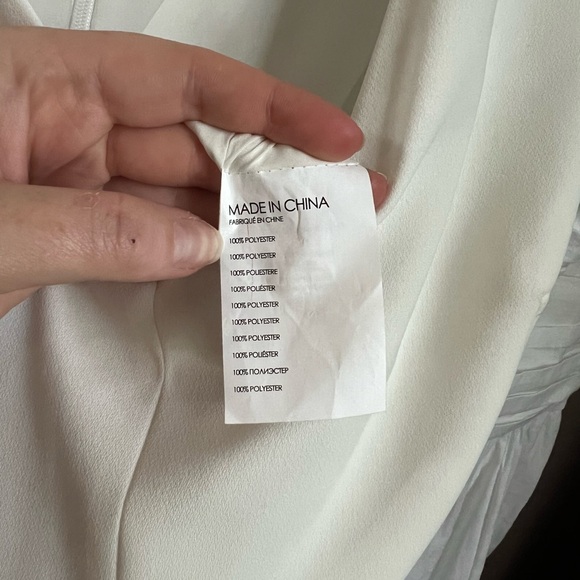 MADE IN CHINA
FABRIQUÉ EN CHINE
100% POLYESTER
100% POLYESTER
100% POLIESTERE
100% POLIÉSTER
100% POLYESTER
100% POLYESTER
100% POLYESTER
100% POLIÉSTER
100% ПОЛИЭСТЕР
100% POLYESTER